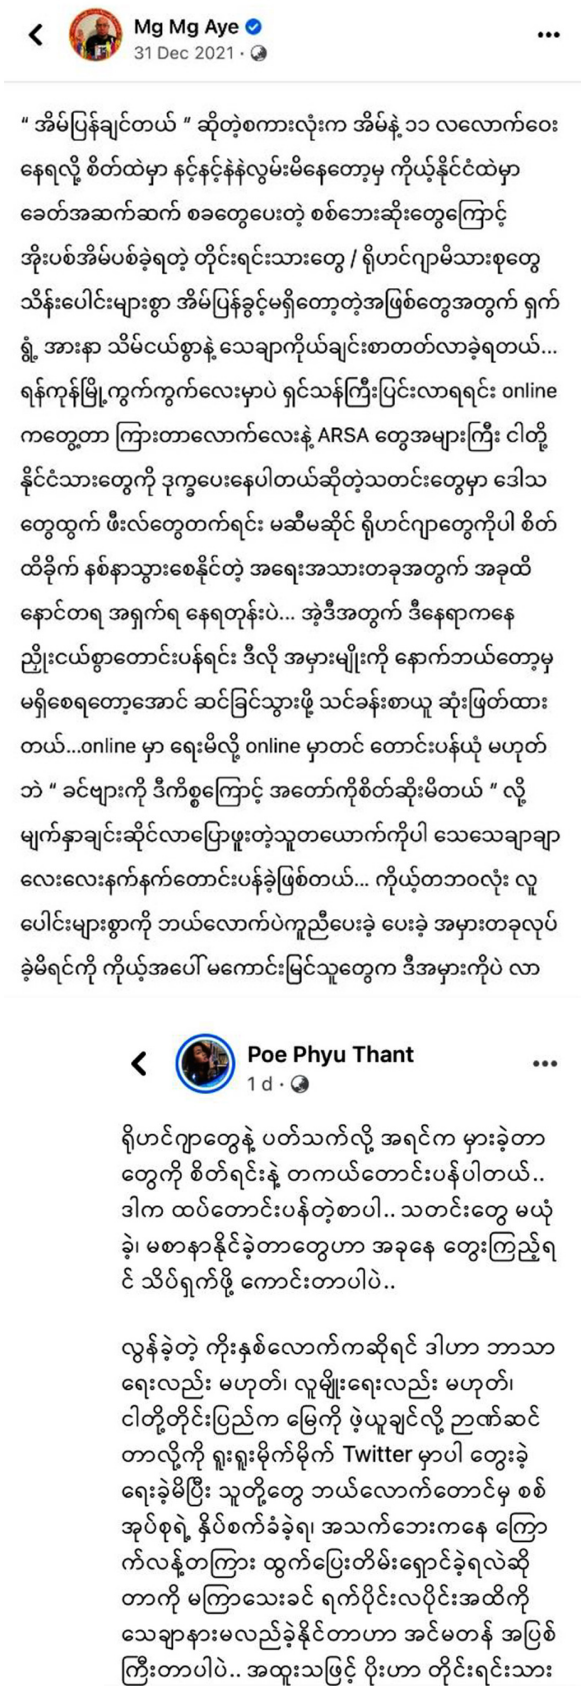 Mg Mg Aye
31 Dec 2021
“ အိမ်ပြန်ချင်တယ် ” ဆိုတဲ့စကားလုံးက အိမ်နဲ့ ၁၁ လလောက်ဝေး
နေရလို့ စိတ်ထဲမှာ နင့်နင့်နဲနဲလွမ်းမိနေတော့မှ ကိုယ့်နိုင်ငံထဲမှာ
ခေတ်အဆက်ဆက် စခတွေပေးတဲ့ စစ်ဘေးဆိုးတွေကြောင့်
အိုးပစ်အိမ်ပစ်ခဲ့ရတဲ့ တိုင်းရင်းသားတွေ / ရိုဟင်ဂျာမိသားစုတွေ
သိန်းပေါင်းများစွာ အိမ်ပြန်ခွင့်မရှိတော့တဲ့အဖြစ်တွေအတွက် ရှက်
ရွံ့ အားနာ သိမ်ငယ်စွာနဲ့ သေချာကိုယ်ချင်းစာတတ်လာခဲ့ရတယ်...
ရန်ကုန်မြို့ကွက်ကွက်လေးမှာပဲ ရှင်သန်ကြီးပြင်းလာရရင်း online
ကတွေ့တာ ကြားတာလောက်လေးနဲ့ ARSA တွေအများကြီး ငါတို့
နိုင်ငံသားတွေကို ဒုက္ခပေးနေပါတယ်ဆိုတဲ့သတင်းတွေမှာ ဒေါသ
တွေထွက် ဖီးလ်တွေတက်ရင်း မဆီမဆိုင် ရိုဟင်ဂျာတွေကိုပါ စိတ်
ထိခိုက် နစ်နာသွားစေနိုင်တဲ့ အရေးအသားတခုအတွက် အခုထိ
နောင်တရ အရှက်ရ နေရတုန်းပဲ... အဲ့ဒီအတွက် ဒီနေရာကနေ
ညှိုးငယ်စွာတောင်းပန်ရင်း ဒီလို အမှားမျိုးကို နောက်ဘယ်တော့မှ
မရှိစေရတော့အောင် ဆင်ခြင်သွားဖို့ သင်ခန်းစာယူ ဆုံးဖြတ်ထား
တယ်...online မှာ ရေးမိလို့ online မှာတင် တောင်းပန်ယုံ မဟုတ်
ဘဲ “ ခင်ဗျားကို ဒီကိစ္စကြောင့် အတော်ကိုစိတ်ဆိုးမိတယ် ” လို့
မျက်နှာချင်းဆိုင်လာပြောဖူးတဲ့သူတယောက်ကိုပါ သေသေချာချာ
လေးလေးနက်နက်တောင်းပန်ခဲ့ဖြစ်တယ်... ကိုယ့်တဘဝလုံး လူ
ပေါင်းများစွာကို ဘယ်လောက်ပဲကူညီပေးခဲ့ ပေးခဲ့ အမှားတခုလုပ်
ခဲ့မိရင်ကို ကိုယ့်အပေါ် မကောင်းမြင်သူတွေက ဒီအမှားကိုပဲ လာ
Poe Phyu Thant
1 d
ရိုဟင်ဂျာတွေနဲ့ ပတ်သက်လို့ အရင်က မှားခဲ့တာ
တွေကို စိတ်ရင်းနဲ့ တကယ်တောင်းပန်ပါတယ်..
ဒါက ထပ်တောင်းပန်တဲ့စာပါ.. သတင်းတွေ မယုံ
ခဲ့၊ မစာနာနိုင်ခဲ့တာတွေဟာ အခုနေ တွေးကြည့်ရ
င် သိပ်ရှက်ဖို့ ကောင်းတာပါပဲ..
လွန်ခဲ့တဲ့ ကိုးနှစ်လောက်ကဆိုရင် ဒါဟာ ဘာသာ
ရေးလည်း မဟုတ်၊ လူမျိုးရေးလည်း မဟုတ်၊
ငါတို့တိုင်းပြည်က မြေကို ဖဲ့ယူချင်လို့ ဉာဏ်ဆင်
တာလို့ကို ရူးရူးမိုက်မိုက် Twitter မှာပါ တွေးခဲ့
ရေးခဲ့မိပြီး သူတို့တွေ ဘယ်လောက်တောင်မှ စစ်
အုပ်စုရဲ့ နှိပ်စက်ခံခဲ့ရ၊ အသက်ဘေးကနေ ကြော
က်လန့်တကြား ထွက်ပြေးတိမ်းရှောင်ခဲ့ရလဲဆို
တာကို မကြာသေးခင် ရက်ပိုင်းလပိုင်းအထိကို
သေချာနားမလည်ခဲ့နိုင်တာဟာ အင်မတန် အပြစ်
ကြီးတာပါပဲ.. အထူးသဖြင့် ပိုးဟာ တိုင်းရင်းသား